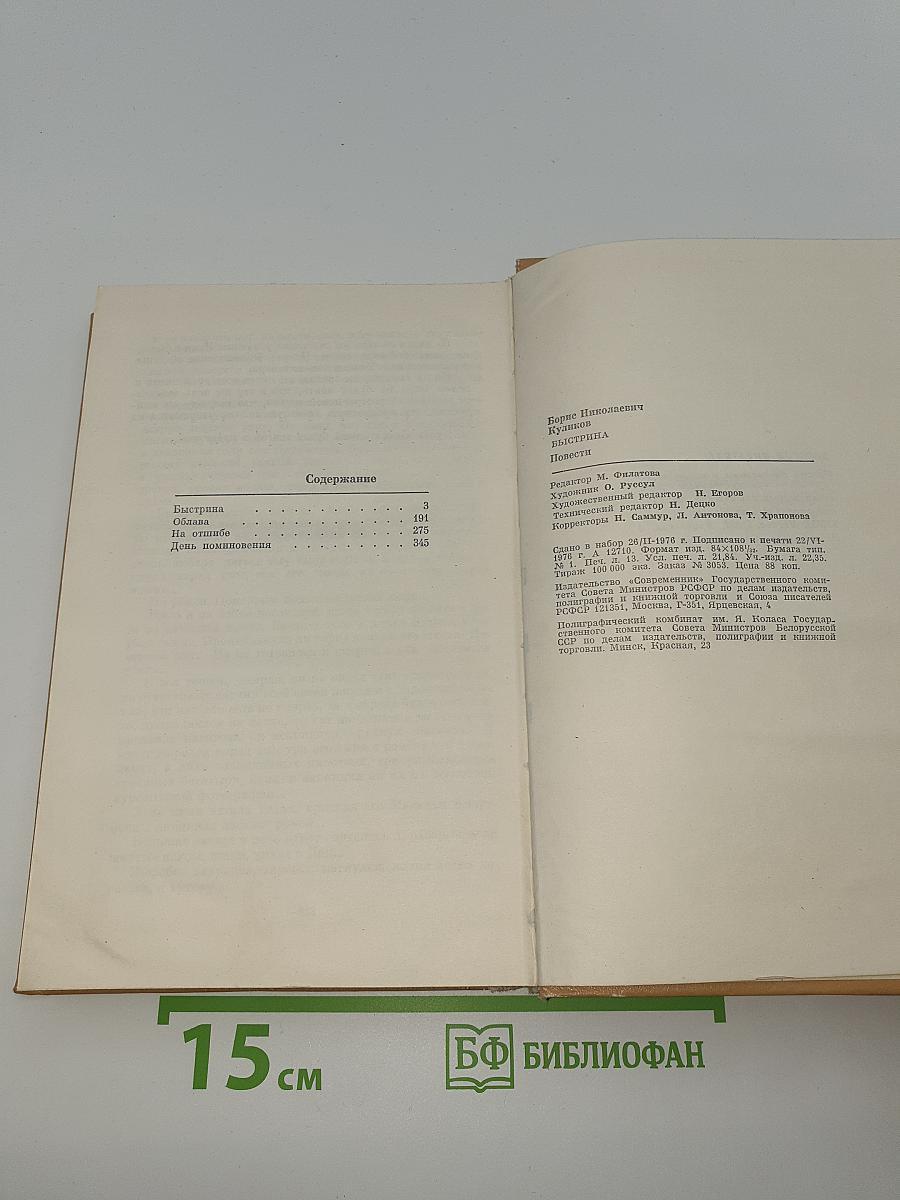 Содержание
Быстрина . . . . . . . . . . . . . 3
Облава . . . . . . . . . . . . . . 191
На отшибе . . . . . . . . . . . . . 275
День поминовения . . . . . . . . . 345
Борис Николаевич
Куликов
БЫСТРИНА
Повести
Редактор М. Филатова
Художник О. Руссул
Художественный редактор Н. Егоров
Технический редактор Н. Децко
Корректоры Н. Саммур, Л. Антонова, Т. Храпонова
Сдано в набор 26/II-1976 г. Подписано к печати 22/VI-
1976 г. А 12710. Формат изд. 84×108¹/₃₂. Бумага тип.
№ 1. Печ. л. 13. Усл. печ. л. 21,84. Уч.-изд. л. 22,35.
Тираж 100 000 экз. Заказ № 3053. Цена 88 коп.
Издательство «Современник» Государственного коми-
тета Совета Министров РСФСР по делам издательств,
полиграфии и книжной торговли и Союза писателей
РСФСР 121351, Москва, Г-351, Ярцевская, 4
Полиграфический комбинат им. Я. Коласа Государ-
ственного комитета Совета Министров Белорусской
ССР по делам издательств, полиграфии и книжной
торговли. Минск, Красная, 23
15 см
БФ БИБЛИОФАН